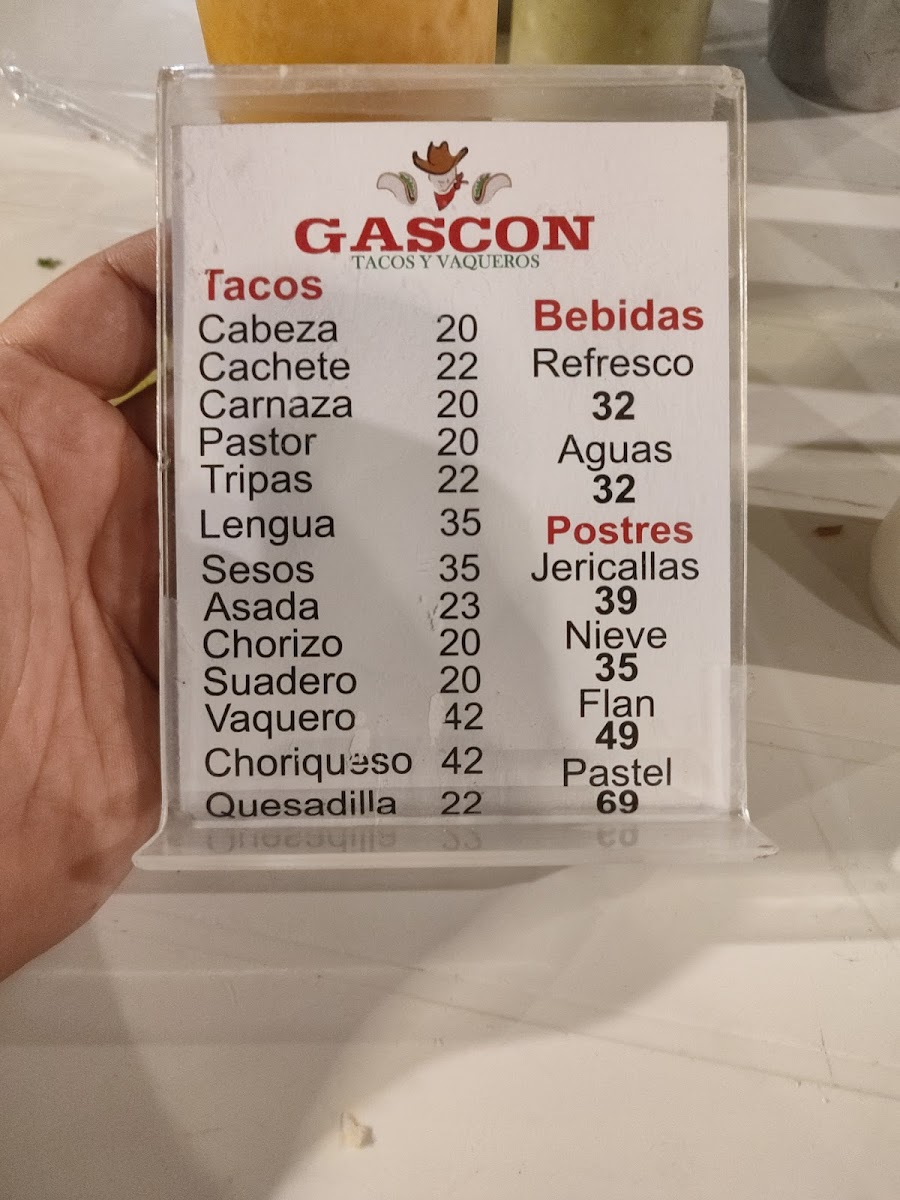 GASCON
TACOS Y VAQUEROS
Tacos
Cabeza 20
Cachete 22
Carnaza 20
Pastor 20
Tripas 22
Lengua 35
Sesos 35
Asada 23
Chorizo 20
Suadero 20
Vaquero 42
Choriqueso 42
Quesadilla 22
Bebidas
Refresco
32
Aguas
32
Postres
Jericallas
39
Nieve
35
Flan
49
Pastel
69